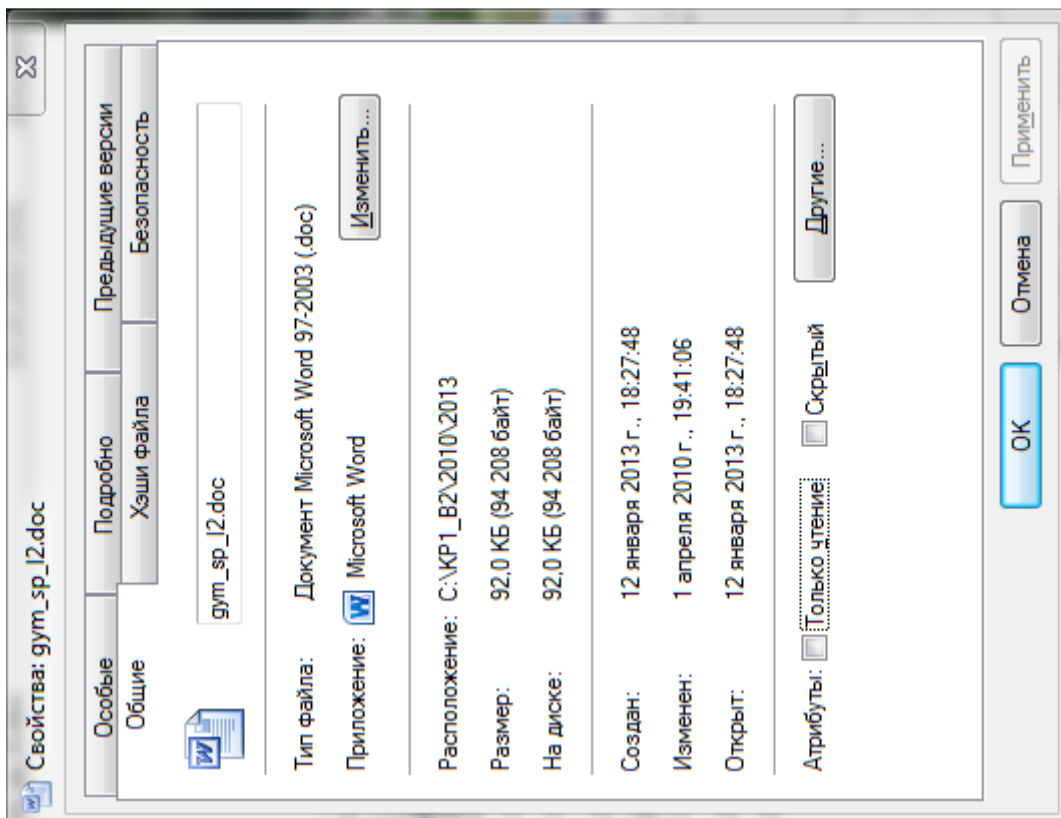 Свойства: gym_sp_l2.doc
Особые Подробно Предыдущие версии
Общие Хэши файла Безопасность
gym_sp_l2.doc
Тип файла: Документ Microsoft Word 97-2003 (.doc)
Приложение: Microsoft Word Изменить...
Расположение: C:\KP1_B2\2010\2013
Размер: 92,0 КБ (94 208 байт)
На диске: 92,0 КБ (94 208 байт)
Создан: 12 января 2013 г., 18:27:48
Изменен: 1 апреля 2010 г., 19:41:06
Открыт: 12 января 2013 г., 18:27:48
Атрибуты: Только чтение Скрытый Другие...
ОК Отмена Применить